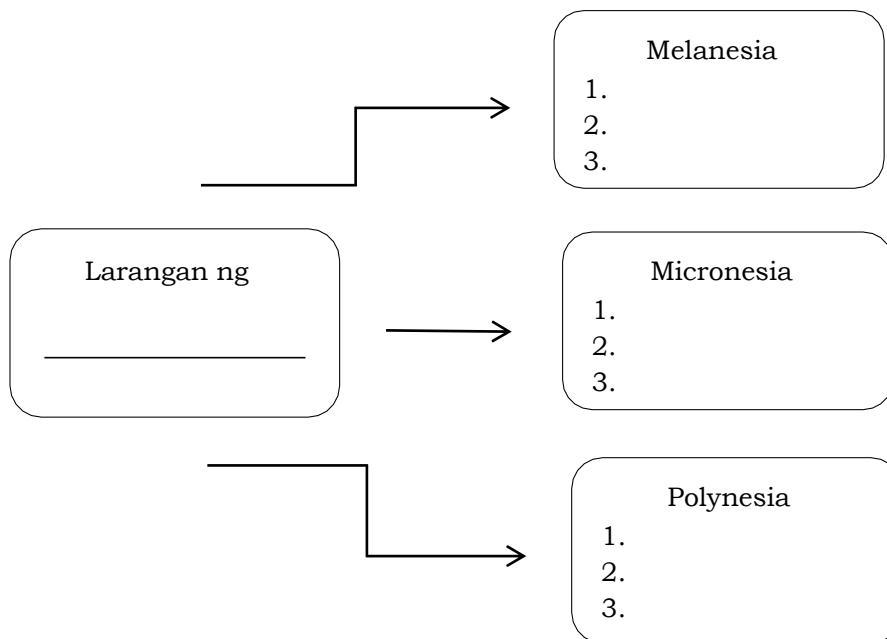 Melanesia
1.
2.
3.
Larangan ng
Micronesia
1.
2.
3.
Polynesia
1.
2.
3.